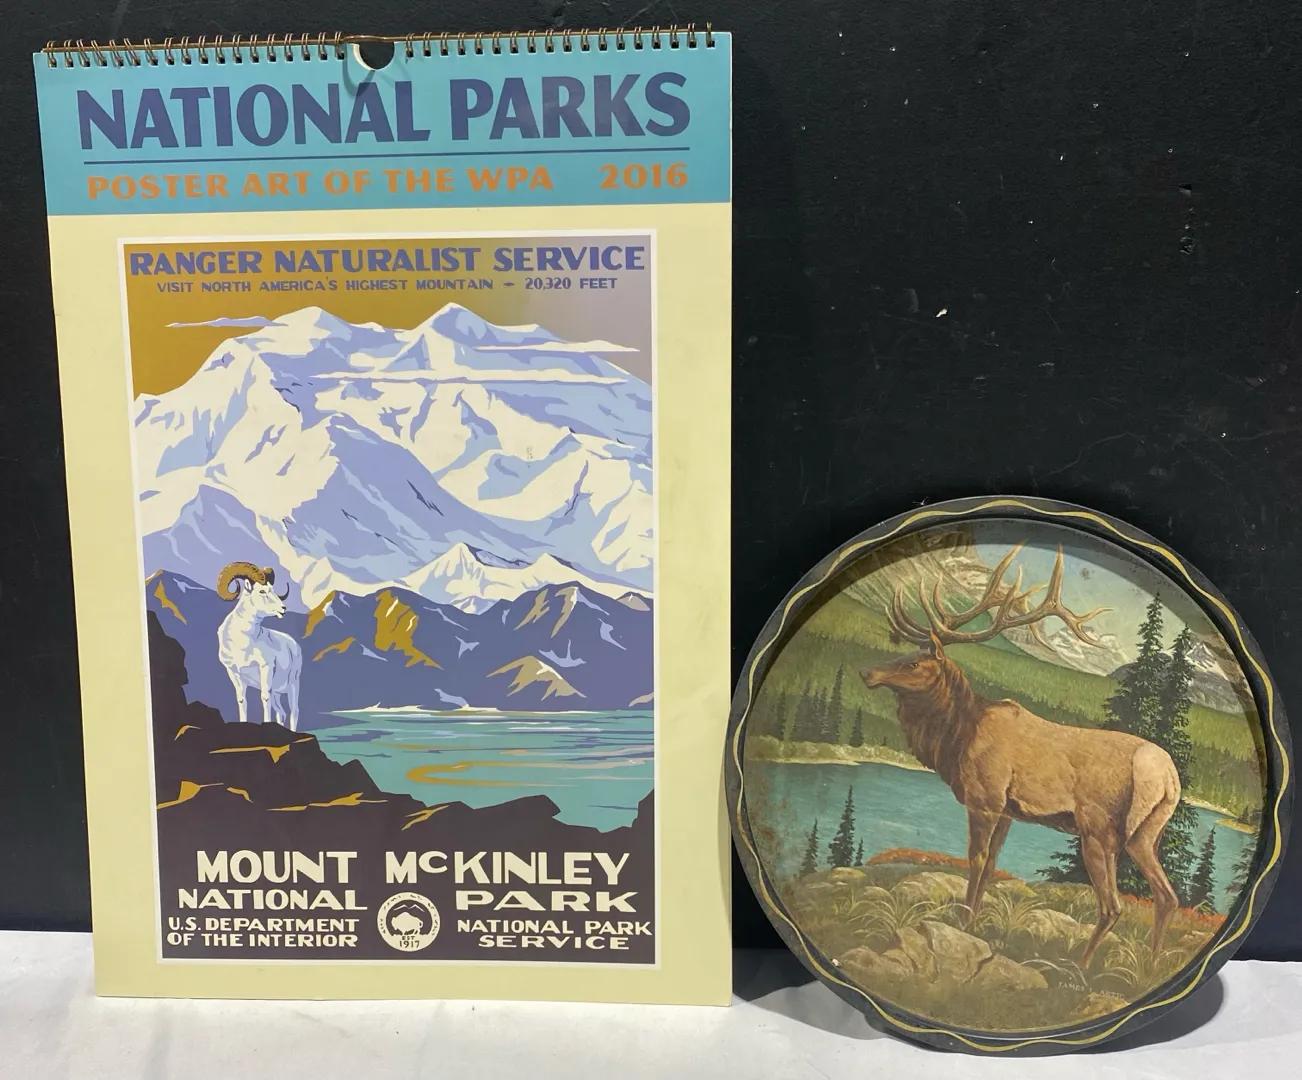 NATIONAL PARKS
POSTER ART OF THE WPA 2016
RANGER NATURALIST SERVICE
VISIT NORTH AMERICA'S HIGHEST MOUNTAIN - 20,320 FEET
MOUNT McKINLEY
NATIONAL PARK
U.S. DEPARTMENT
OF THE INTERIOR
EST
1917
NATIONAL PARK
SERVICE
JAMES